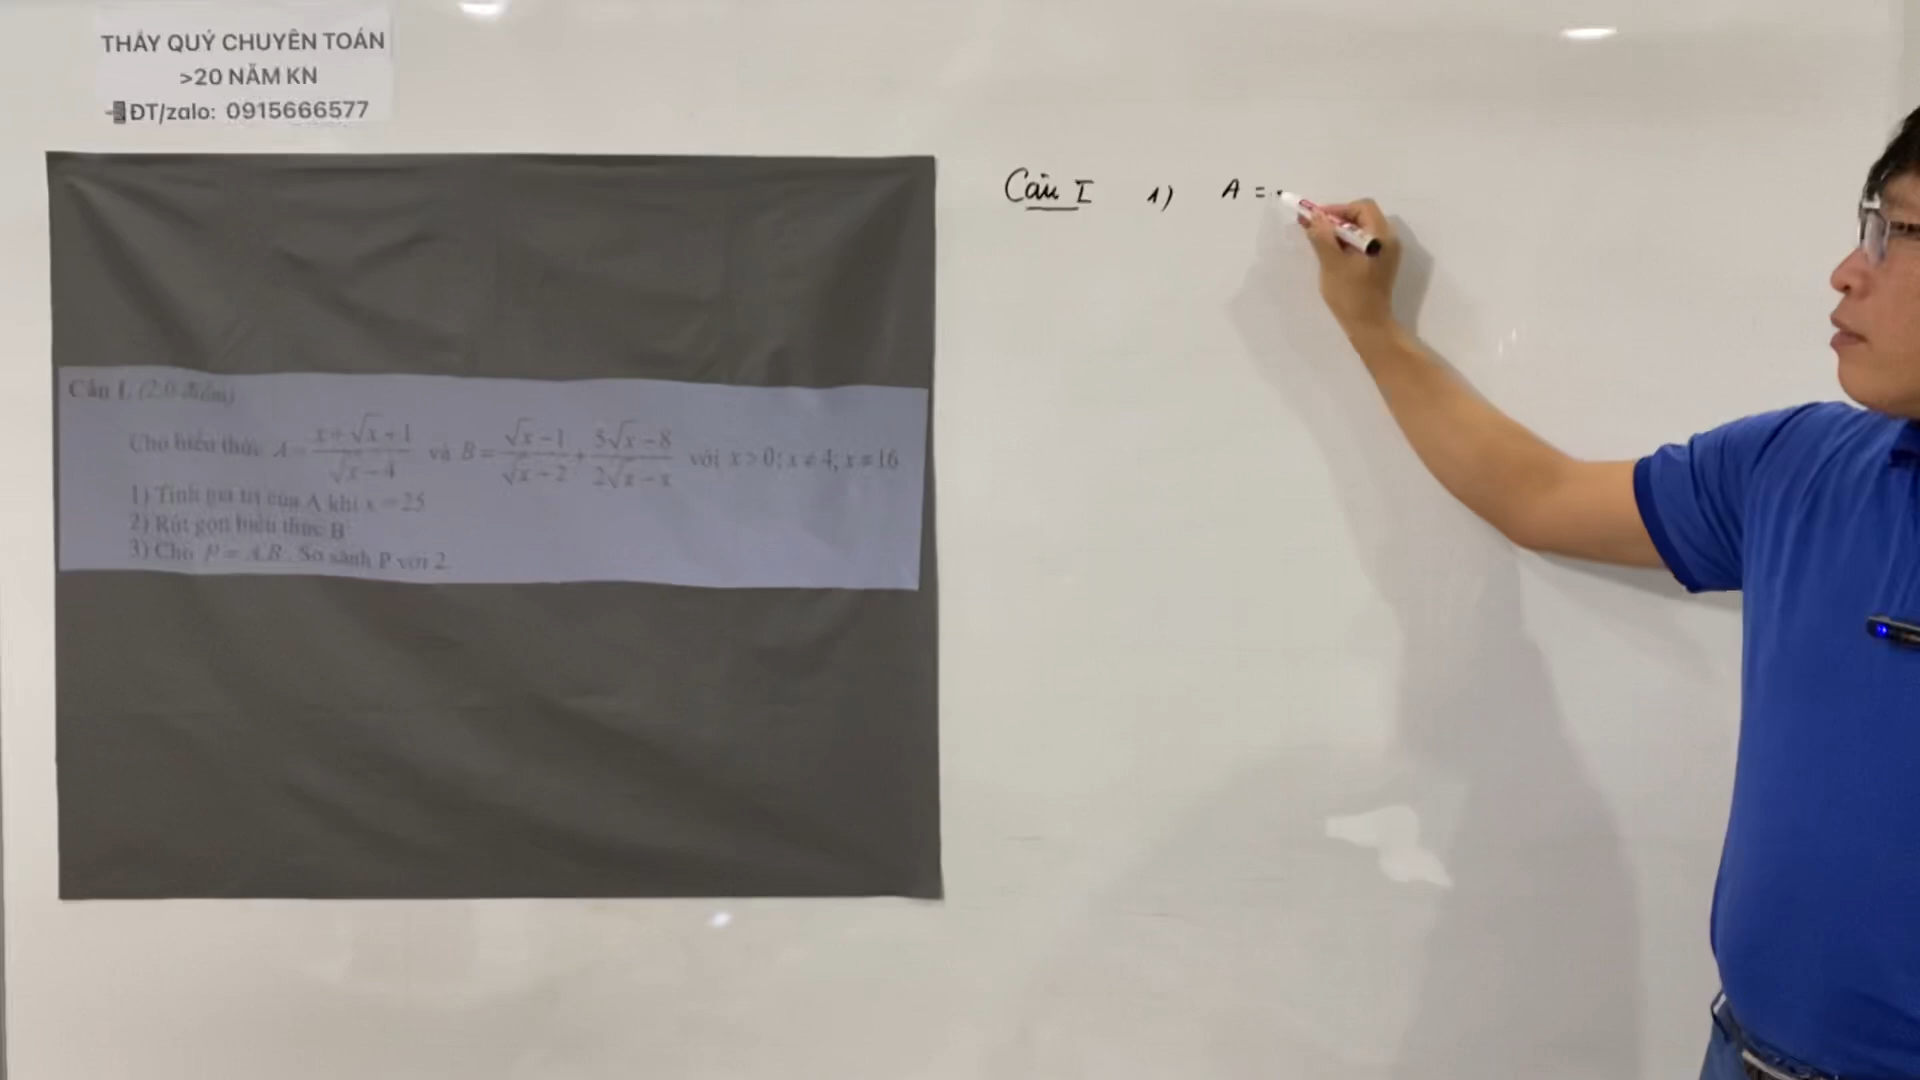 THẦY QUÝ CHUYÊN TOÁN
>20 NĂM KN
ĐT/zalo: 0915666577
Câu I 1) A =
Câu I. (2,0 điểm)
Cho biểu thức A = (x + √x + 1)/(√x − 4) và B = (√x − 1)/(√x − 2) + (5√x − 8)/(2√x − x) với x > 0; x ≠ 4; x ≠ 16
1) Tính giá trị của A khi x = 25
2) Rút gọn biểu thức B
3) Cho P = A.B. So sánh P với 2